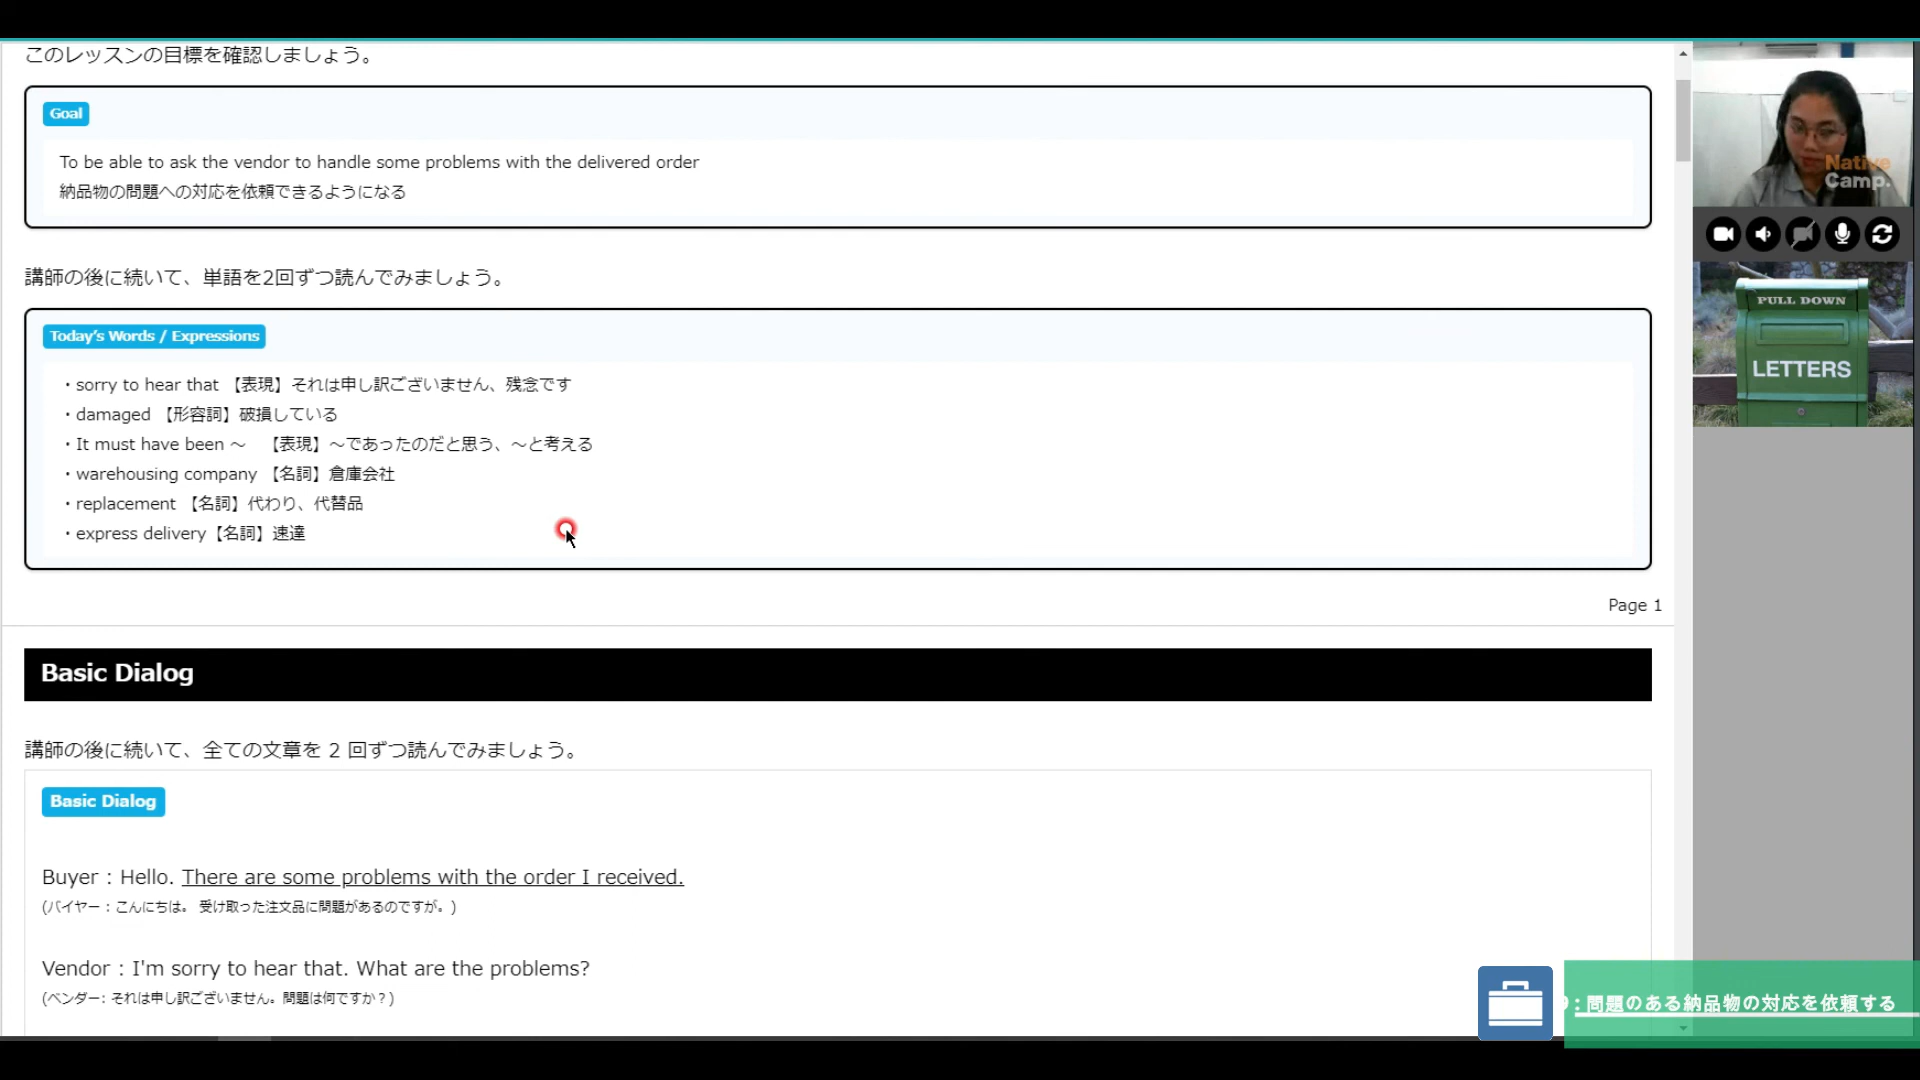 このレッスンの目標を確認しましょう。
Goal
To be able to ask the vendor to handle some problems with the delivered order
納品物の問題への対応を依頼できるようになる
講師の後に続いて、単語を2回ずつ読んでみましょう。
Today's Words / Expressions
・sorry to hear that 【表現】それは申し訳ございません、残念です
・damaged 【形容詞】破損している
・It must have been ～ 【表現】～であったのだと思う、～と考える
・warehousing company 【名詞】倉庫会社
・replacement 【名詞】代わり、代替品
・express delivery【名詞】速達
Page 1
Basic Dialog
講師の後に続いて、全ての文章を 2 回ずつ読んでみましょう。
Basic Dialog
Buyer : Hello. There are some problems with the order I received.
(バイヤー : こんにちは。 受け取った注文品に問題があるのですが。)
Vendor : I'm sorry to hear that. What are the problems?
(ベンダー: それは申し訳ございません。問題は何ですか？)
Native
Camp.
PULL DOWN
LETTERS
: 問題のある納品物の対応を依頼する